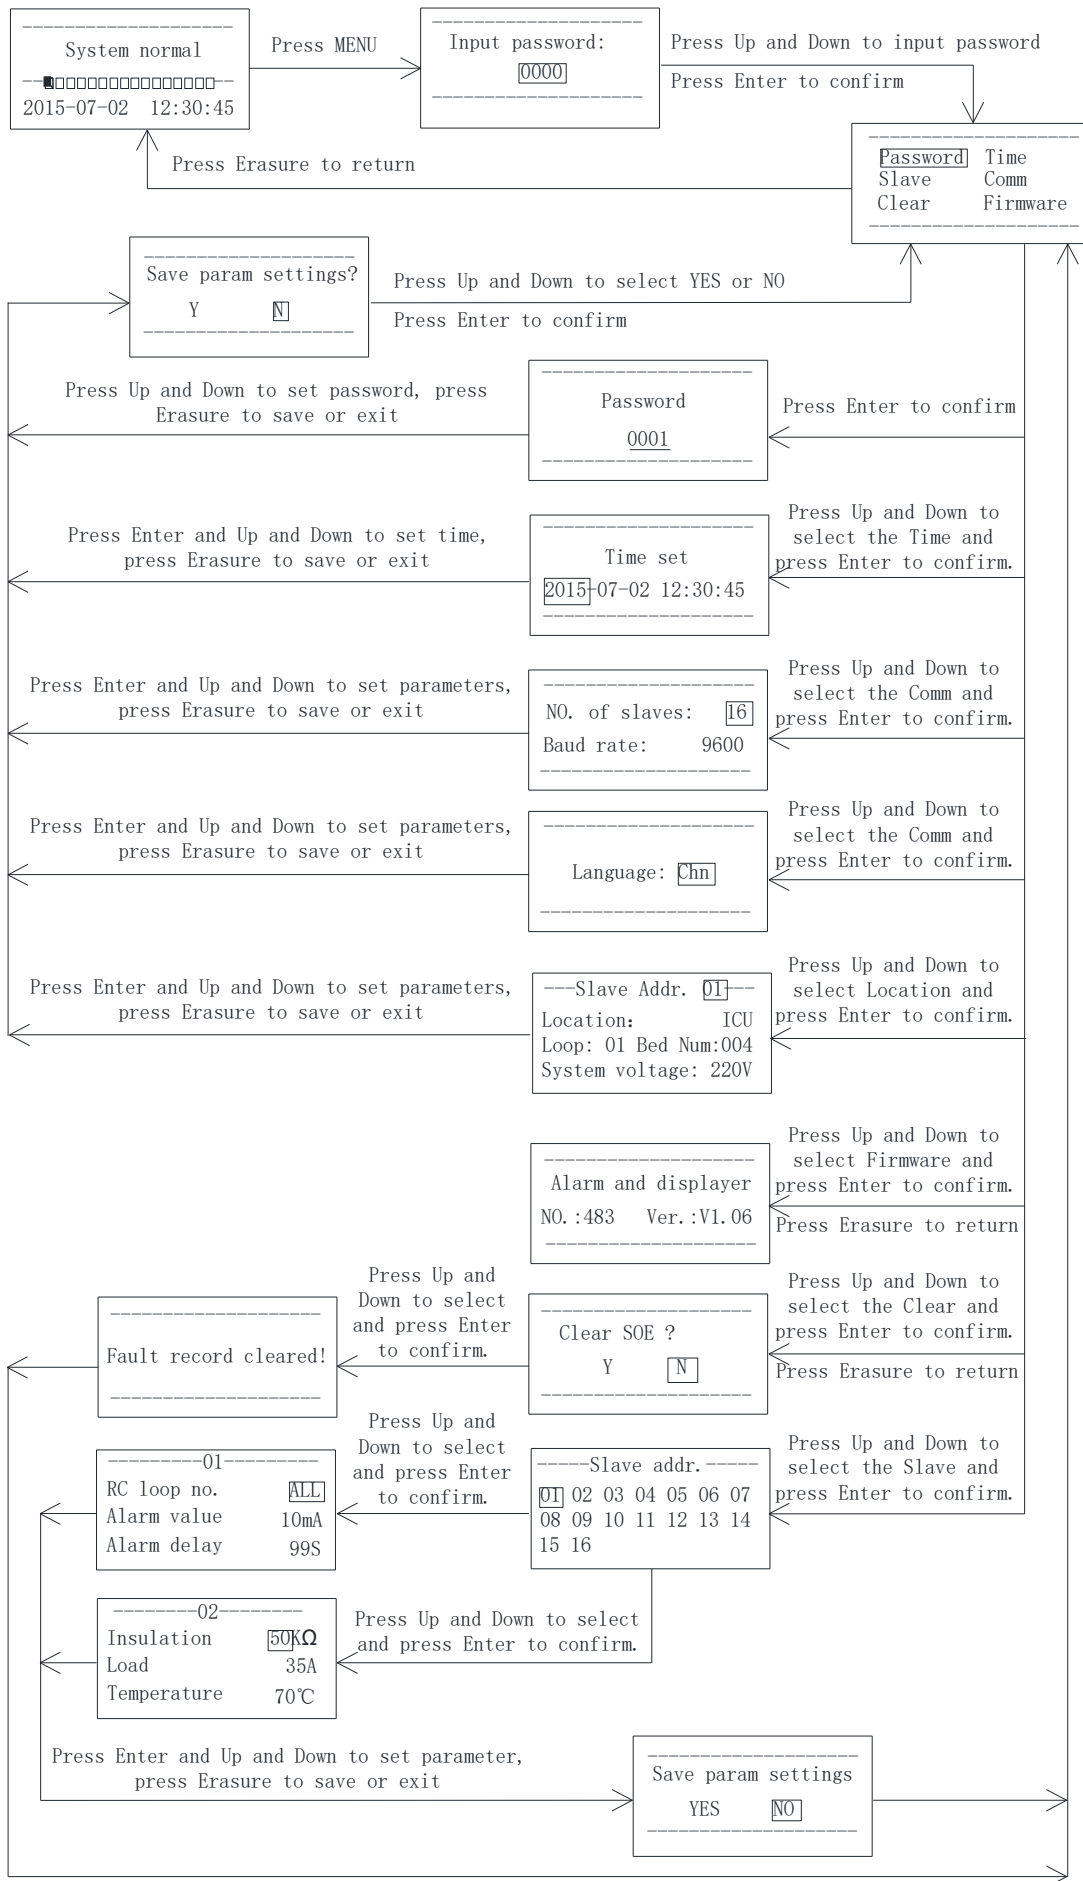 System normal
2015-07-02 12:30:45
Press MENU
Input password:
0000
Press Up and Down to input password
Press Enter to confirm
Password Time
Slave Comm
Clear Firmware
Press Erasure to return
Save param settings?
Y N
Press Up and Down to select YES or NO
Press Enter to confirm
Press Up and Down to set password, press
Erasure to save or exit
Password
0001
Press Enter to confirm
Press Enter and Up and Down to set time,
press Erasure to save or exit
Time set
2015-07-02 12:30:45
Press Up and Down to
select the Time and
press Enter to confirm.
Press Enter and Up and Down to set parameters,
press Erasure to save or exit
NO. of slaves: 16
Baud rate: 9600
Press Up and Down to
select the Comm and
press Enter to confirm.
Press Enter and Up and Down to set parameters,
press Erasure to save or exit
Language: Chn
Press Up and Down to
select the Comm and
press Enter to confirm.
Press Enter and Up and Down to set parameters,
press Erasure to save or exit
---Slave Addr. 01---
Location: ICU
Loop: 01 Bed Num:004
System voltage: 220V
Press Up and Down to
select Location and
press Enter to confirm.
Alarm and displayer
NO.:483 Ver.:V1.06
Press Up and Down to
select Firmware and
press Enter to confirm.
Press Erasure to return
Fault record cleared!
Press Up and
Down to select
and press Enter
to confirm.
Clear SOE ?
Y N
Press Up and Down to
select the Clear and
press Enter to confirm.
Press Erasure to return
---------01---------
RC loop no. ALL
Alarm value 10mA
Alarm delay 99S
Press Up and
Down to select
and press Enter
to confirm.
-----Slave addr.-----
01 02 03 04 05 06 07
08 09 10 11 12 13 14
15 16
Press Up and Down to
select the Slave and
press Enter to confirm.
--------02--------
Insulation 50KΩ
Load 35A
Temperature 70℃
Press Up and Down to select
and press Enter to confirm.
Press Enter and Up and Down to set parameter,
press Erasure to save or exit
Save param settings
YES NO